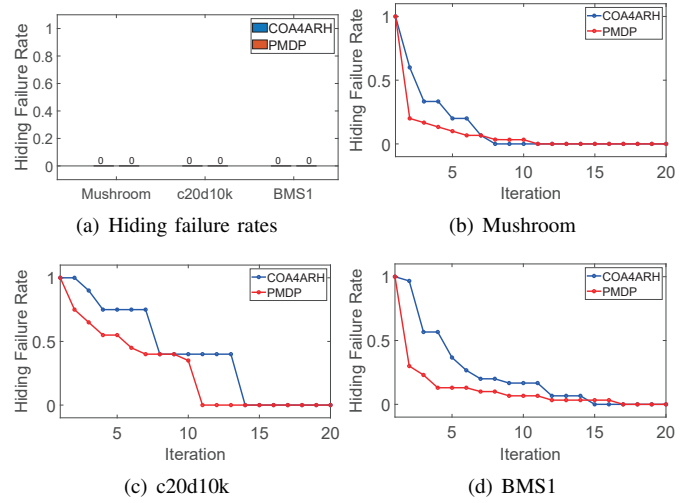 COA4ARH
PMDP
Hiding Failure Rate
1
0.8
0.6
0.4
0.2
0
0 0 0 0 0 0
Mushroom c20d10k BMS1
(a) Hiding failure rates
COA4ARH
PMDP
Hiding Failure Rate
1
0.5
0
5 10 15 20
Iteration
(b) Mushroom
COA4ARH
PMDP
Hiding Failure Rate
1
0.5
0
5 10 15 20
Iteration
(c) c20d10k
COA4ARH
PMDP
Hiding Failure Rate
1
0.5
0
5 10 15 20
Iteration
(d) BMS1